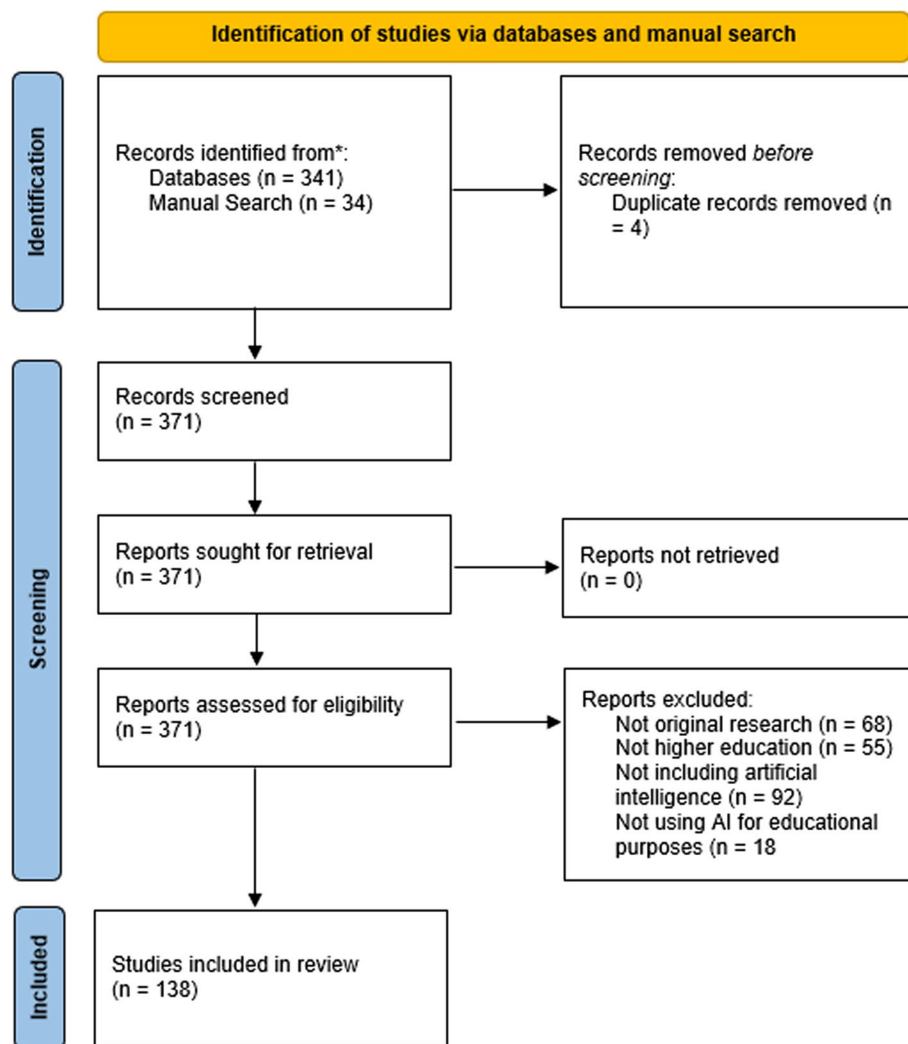 Identification of studies via databases and manual search
Identification
Records identified from*:
Databases (n = 341)
Manual Search (n = 34)
Records removed before
screening:
Duplicate records removed (n
= 4)
Screening
Records screened
(n = 371)
Reports sought for retrieval
(n = 371)
Reports not retrieved
(n = 0)
Reports assessed for eligibility
(n = 371)
Reports excluded:
Not original research (n = 68)
Not higher education (n = 55)
Not including artificial
intelligence (n = 92)
Not using AI for educational
purposes (n = 18
Included
Studies included in review
(n = 138)